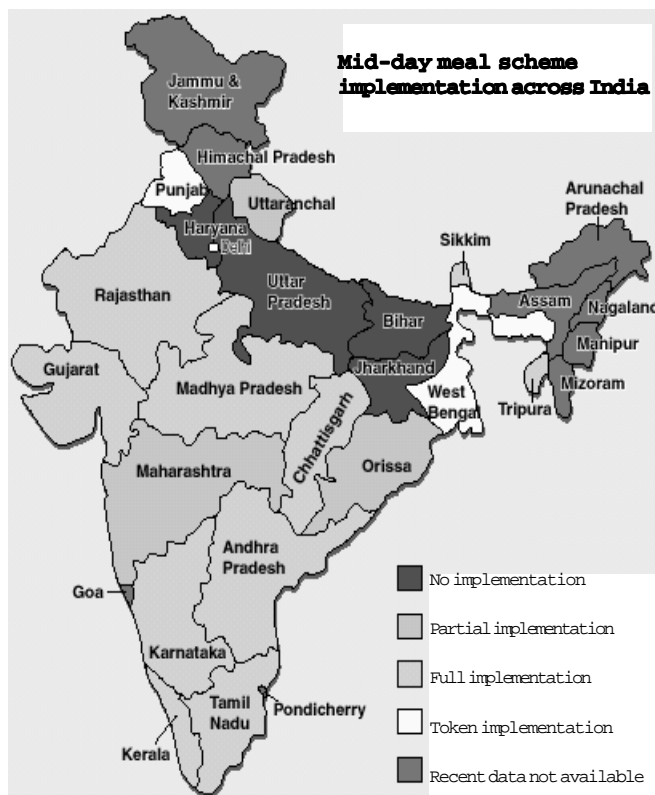 Mid-day meal scheme
implementation across India
Jammu &
Kashmir
Himachal Pradesh
Punjab
Uttaranchal
Haryana
Delhi
Arunachal
Pradesh
Sikkim
Rajasthan
Uttar
Pradesh
Assam
Nagaland
Bihar
Manipur
Gujarat
Jharkhand
Madhya Pradesh
Mizoram
West
Bengal
Tripura
Chhattisgarh
Maharashtra
Orissa
Andhra
Pradesh
Goa
No implementation
Partial implementation
Karnataka
Full implementation
Tamil
Nadu
Pondicherry
Kerala
Token implementation
Recent data not available